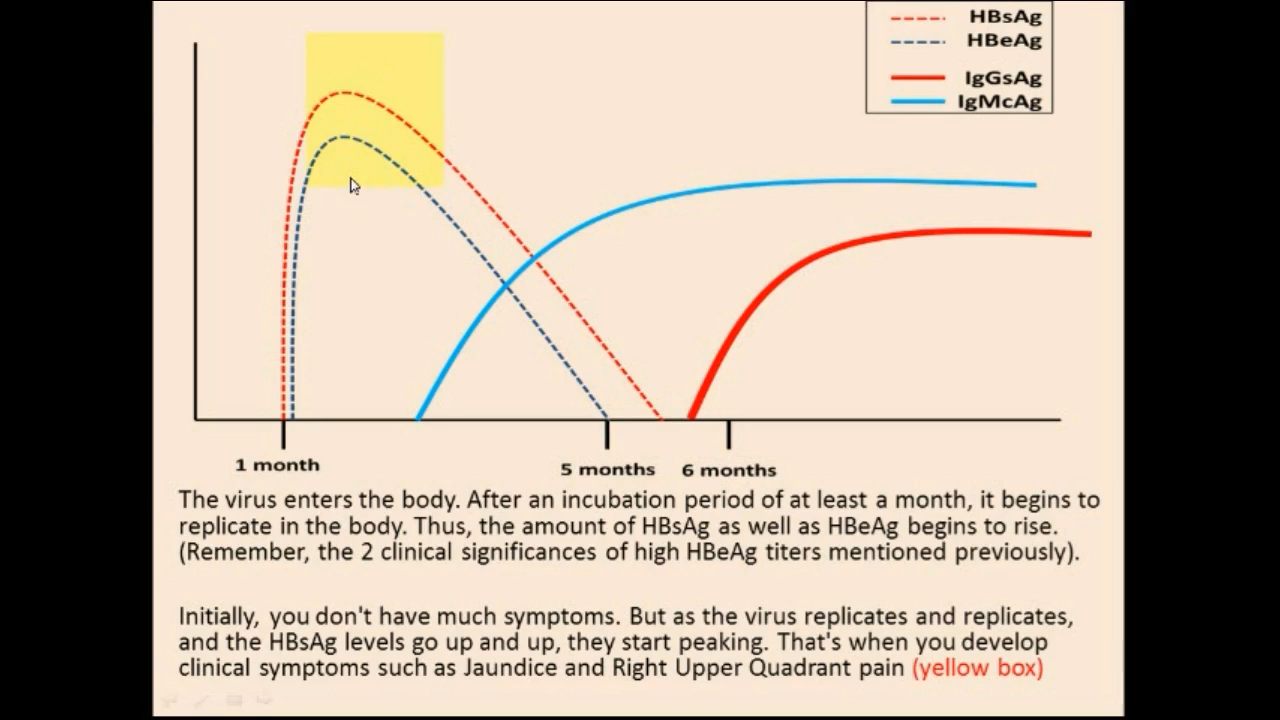 HBsAg
HBeAg
IgGsAg
IgMcAg
1 month
5 months
6 months
The virus enters the body. After an incubation period of at least a month, it begins to
replicate in the body. Thus, the amount of HBsAg as well as HBeAg begins to rise.
(Remember, the 2 clinical significances of high HBeAg titers mentioned previously).
Initially, you don't have much symptoms. But as the virus replicates and replicates,
and the HBsAg levels go up and up, they start peaking. That's when you develop
clinical symptoms such as Jaundice and Right Upper Quadrant pain (yellow box)